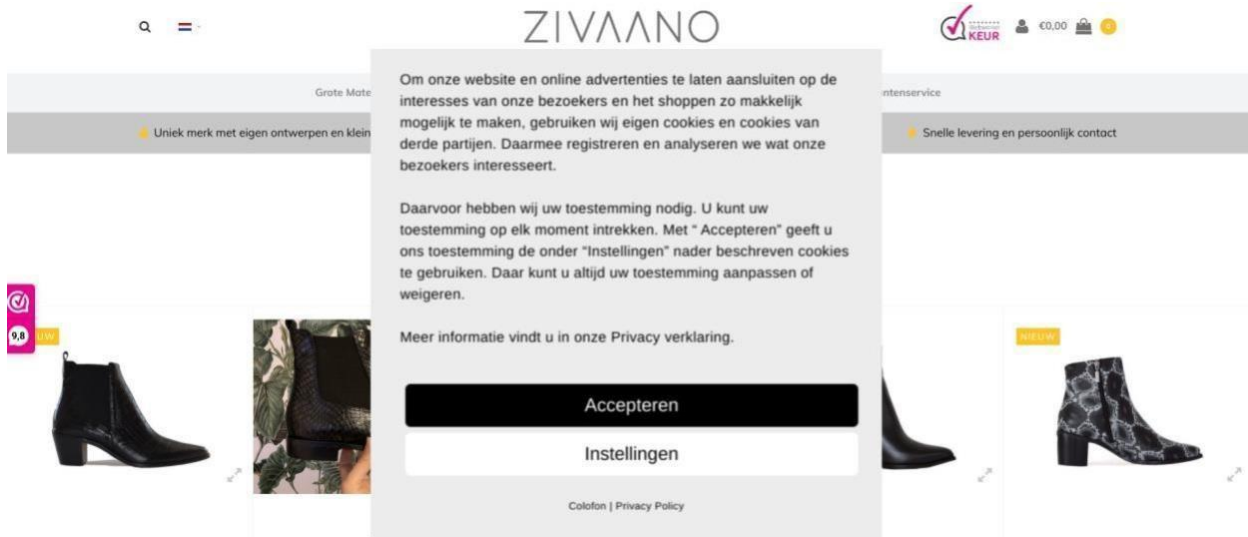 ZIVAANO
KEUR
€0,00
Grote Mate
ntenservice
Uniek merk met eigen ontwerpen en klein
Snelle levering en persoonlijk contact
Om onze website en online advertenties te laten aansluiten op de
interesses van onze bezoekers en het shoppen zo makkelijk
mogelijk te maken, gebruiken wij eigen cookies en cookies van
derde partijen. Daarmee registreren en analyseren we wat onze
bezoekers interesseert.
Daarvoor hebben wij uw toestemming nodig. U kunt uw
toestemming op elk moment intrekken. Met “ Accepteren” geeft u
ons toestemming de onder “Instellingen” nader beschreven cookies
te gebruiken. Daar kunt u altijd uw toestemming aanpassen of
weigeren.
Meer informatie vindt u in onze Privacy verklaring.
9,8
UW
NIEUW
Accepteren
Instellingen
Colofon | Privacy Policy